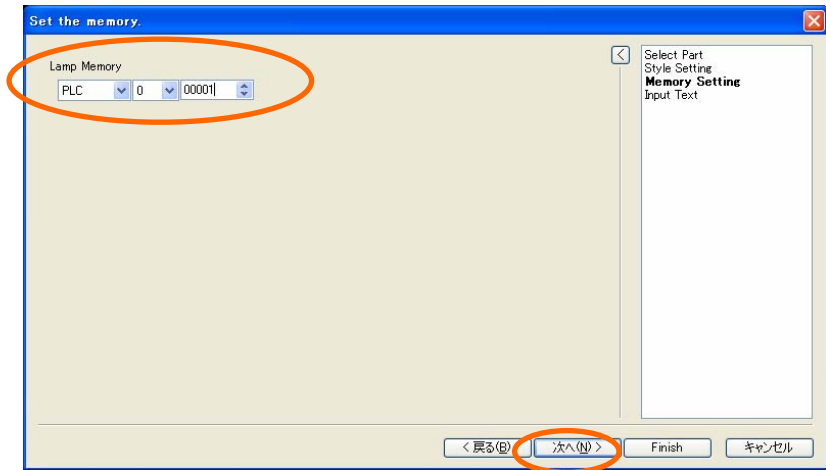 Set the memory.
Lamp Memory
PLC 0 00001
<
Select Part
Style Setting
Memory Setting
Input Text
< 戻る(B) 次へ(N) > Finish キャンセル